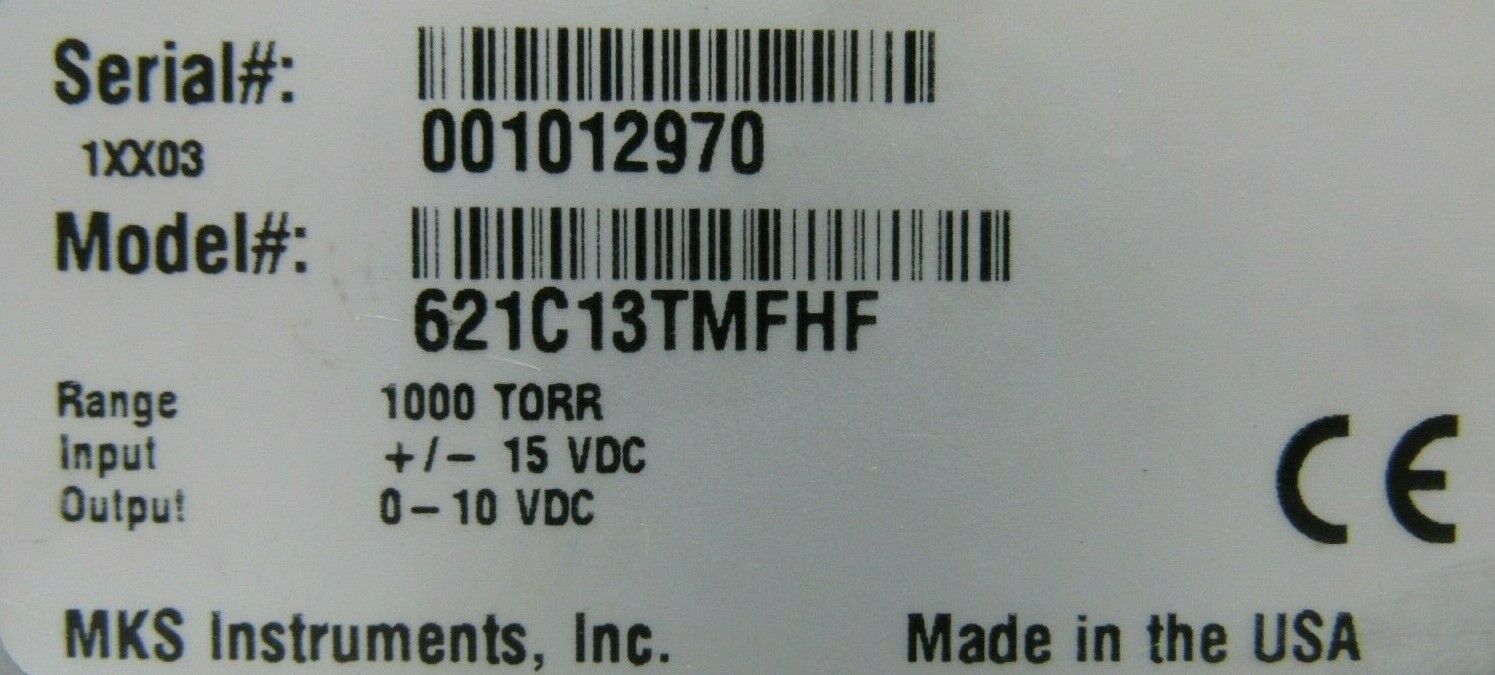 Serial#:
001012970
1XX03
Model#:
621C13TMFHF
Range 1000 TORR
Input +/- 15 VDC
Output 0-10 VDC
CE
MKS Instruments, Inc. Made in the USA